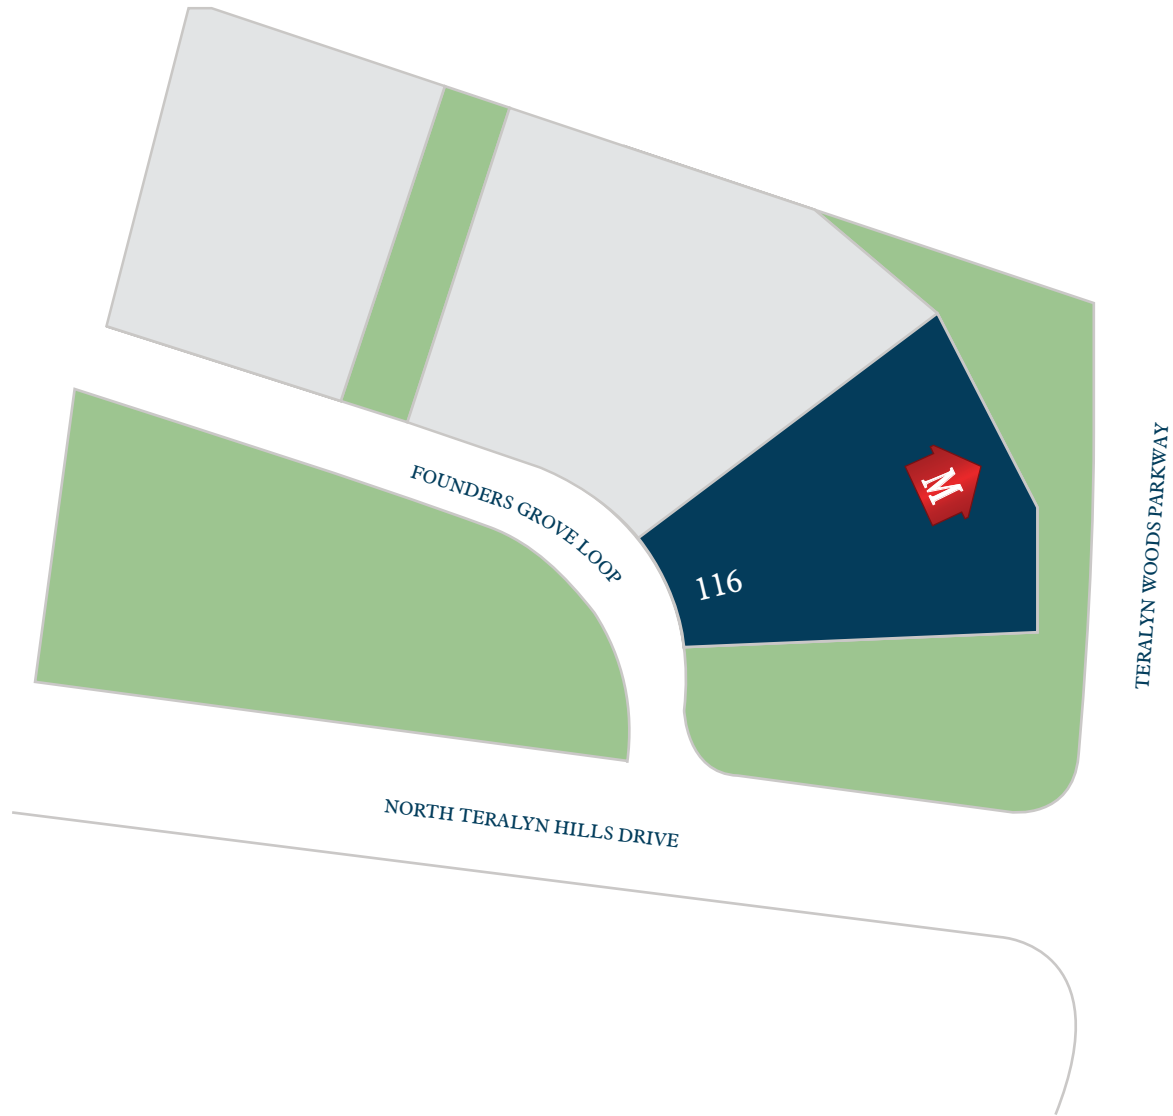 FOUNDERS GROVE LOOP
M
116
TERALYN WOODS PARKWAY
NORTH TERALYN HILLS DRIVE